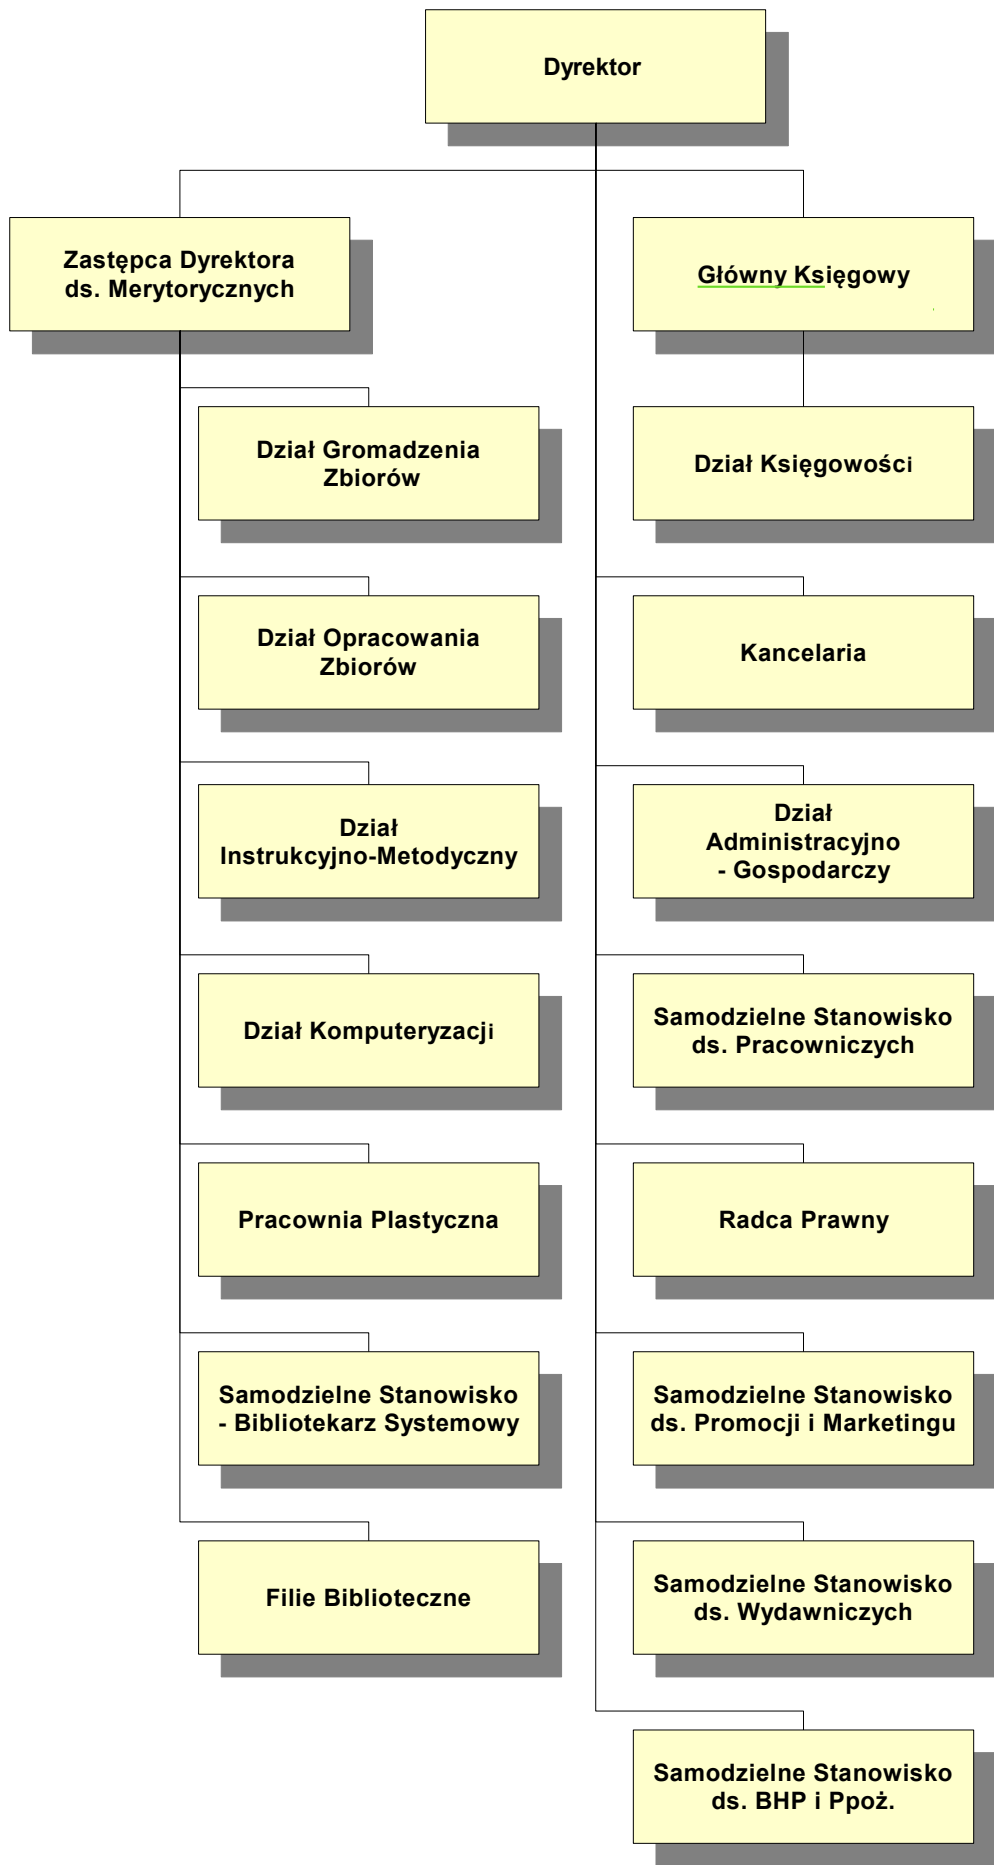 Dyrektor
Zastępca Dyrektora
ds. Merytorycznych
Główny Księgowy
Dział Gromadzenia
Zbiorów
Dział Księgowości
Dział Opracowania
Zbiorów
Kancelaria
Dział
Instrukcyjno-Metodyczny
Dział
Administracyjno
- Gospodarczy
Dział Komputeryzacji
Samodzielne Stanowisko
ds. Pracowniczych
Pracownia Plastyczna
Radca Prawny
Samodzielne Stanowisko
- Bibliotekarz Systemowy
Samodzielne Stanowisko
ds. Promocji i Marketingu
Filie Biblioteczne
Samodzielne Stanowisko
ds. Wydawniczych
Samodzielne Stanowisko
ds. BHP i Ppoż.